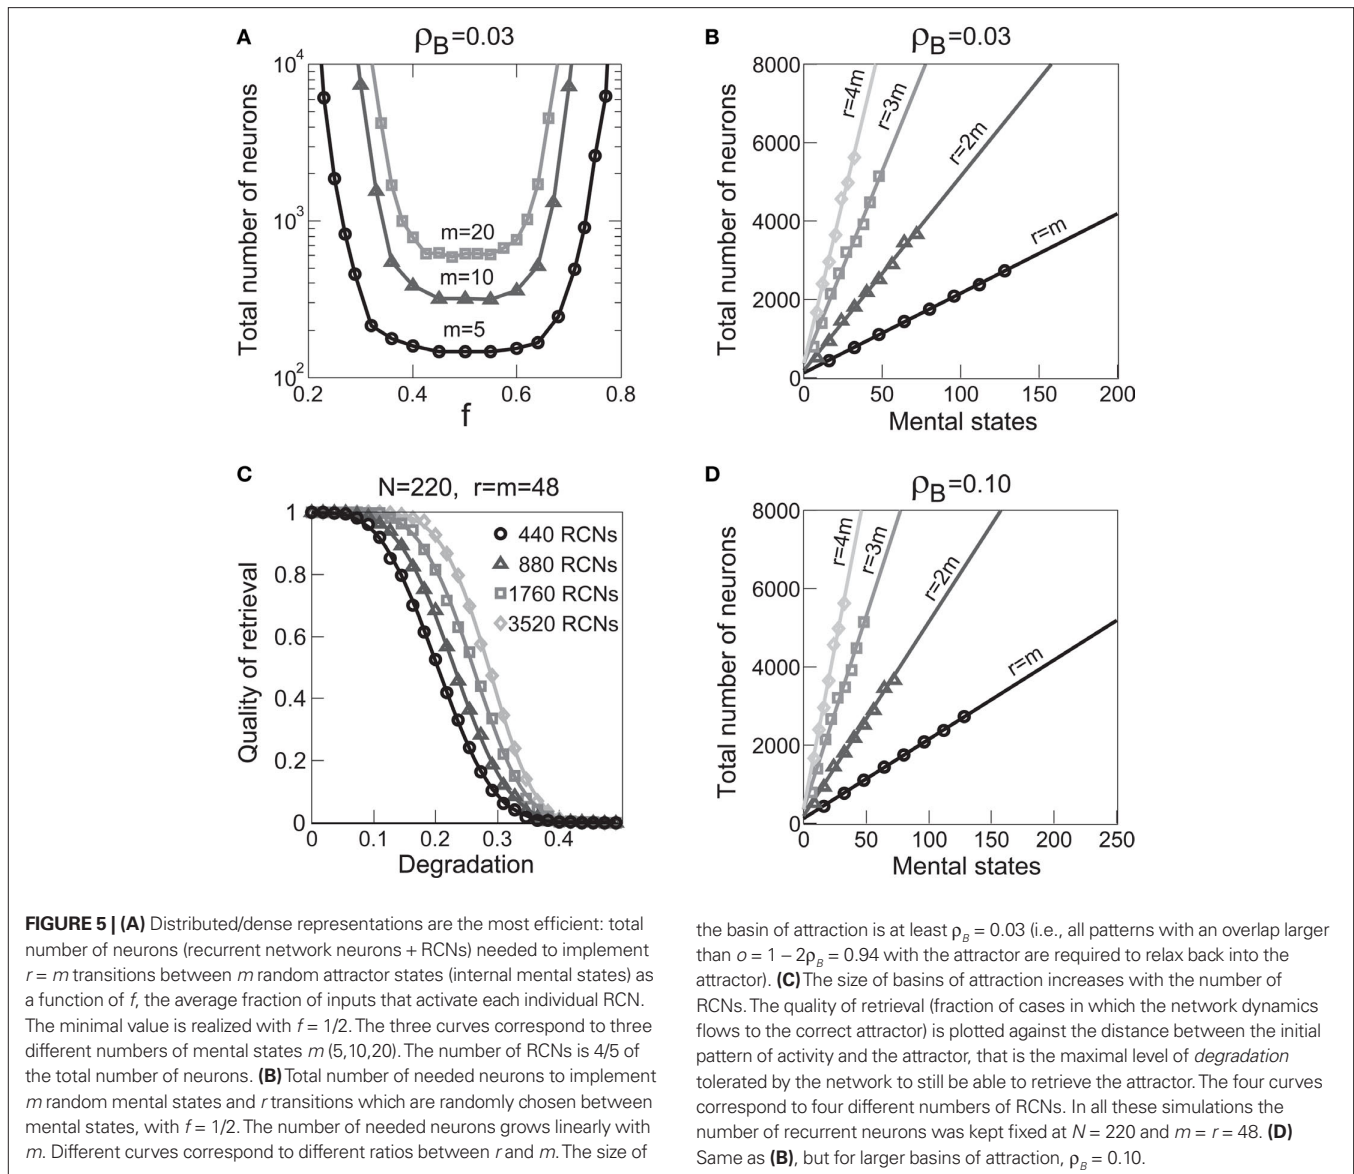 A
ρB=0.03
Total number of neurons
10^4
10^3
10^2
m=20
m=10
m=5
0.2
0.4
0.6
0.8
f
B
ρB=0.03
Total number of neurons
8000
6000
4000
2000
0
r=4m
r=3m
r=2m
r=m
0
50
100
150
200
Mental states
C
N=220, r=m=48
Quality of retrieval
1
0.8
0.6
0.4
0.2
0
440 RCNs
880 RCNs
1760 RCNs
3520 RCNs
0
0.1
0.2
0.3
0.4
Degradation
D
ρB=0.10
Total number of neurons
8000
6000
4000
2000
0
r=4m
r=3m
r=2m
r=m
0
50
100
150
200
250
Mental states
FIGURE 5 | (A) Distributed/dense representations are the most efficient: total
number of neurons (recurrent network neurons + RCNs) needed to implement
r = m transitions between m random attractor states (internal mental states) as
a function of f, the average fraction of inputs that activate each individual RCN.
The minimal value is realized with f = 1/2. The three curves correspond to three
different numbers of mental states m (5,10,20). The number of RCNs is 4/5 of
the total number of neurons. (B) Total number of needed neurons to implement
m random mental states and r transitions which are randomly chosen between
mental states, with f = 1/2. The number of needed neurons grows linearly with
m. Different curves correspond to different ratios between r and m. The size of
the basin of attraction is at least ρB = 0.03 (i.e., all patterns with an overlap larger
than o = 1 − 2ρB = 0.94 with the attractor are required to relax back into the
attractor). (C) The size of basins of attraction increases with the number of
RCNs. The quality of retrieval (fraction of cases in which the network dynamics
flows to the correct attractor) is plotted against the distance between the initial
pattern of activity and the attractor, that is the maximal level of degradation
tolerated by the network to still be able to retrieve the attractor. The four curves
correspond to four different numbers of RCNs. In all these simulations the
number of recurrent neurons was kept fixed at N = 220 and m = r = 48. (D)
Same as (B), but for larger basins of attraction, ρB = 0.10.